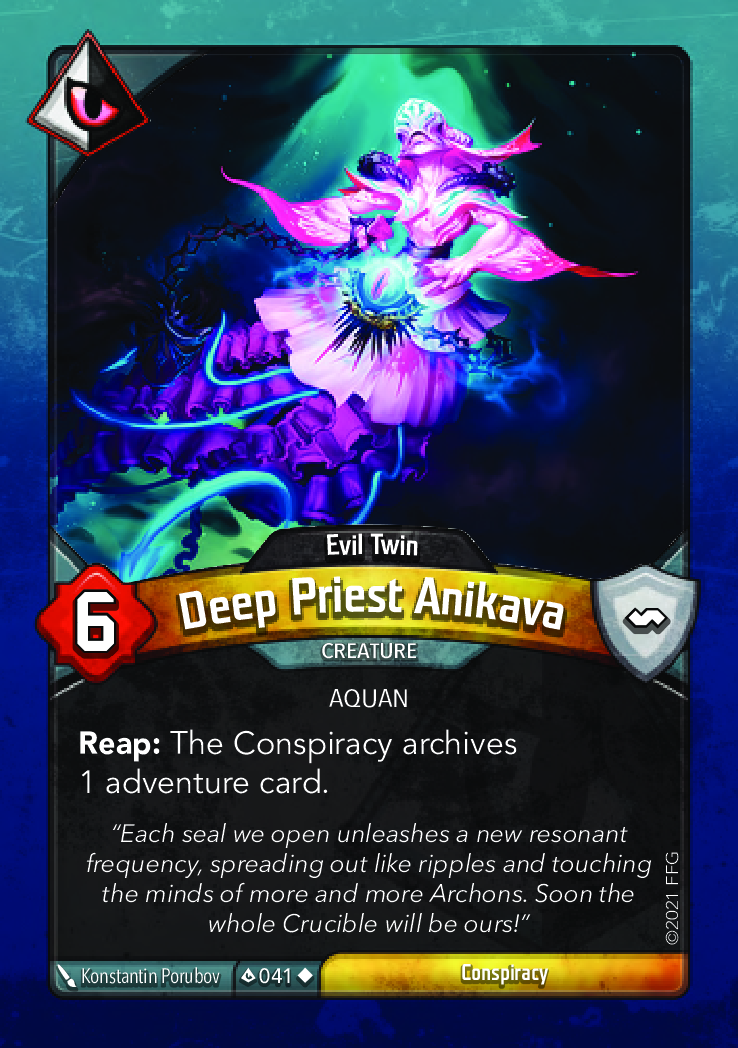 Evil Twin
6
Deep Priest Anikava
CREATURE
AQUAN
Reap: The Conspiracy archives
1 adventure card.
“Each seal we open unleashes a new resonant
frequency, spreading out like ripples and touching
the minds of more and more Archons. Soon the
whole Crucible will be ours!”
©2021 FFG
Konstantin Porubov
041
Conspiracy